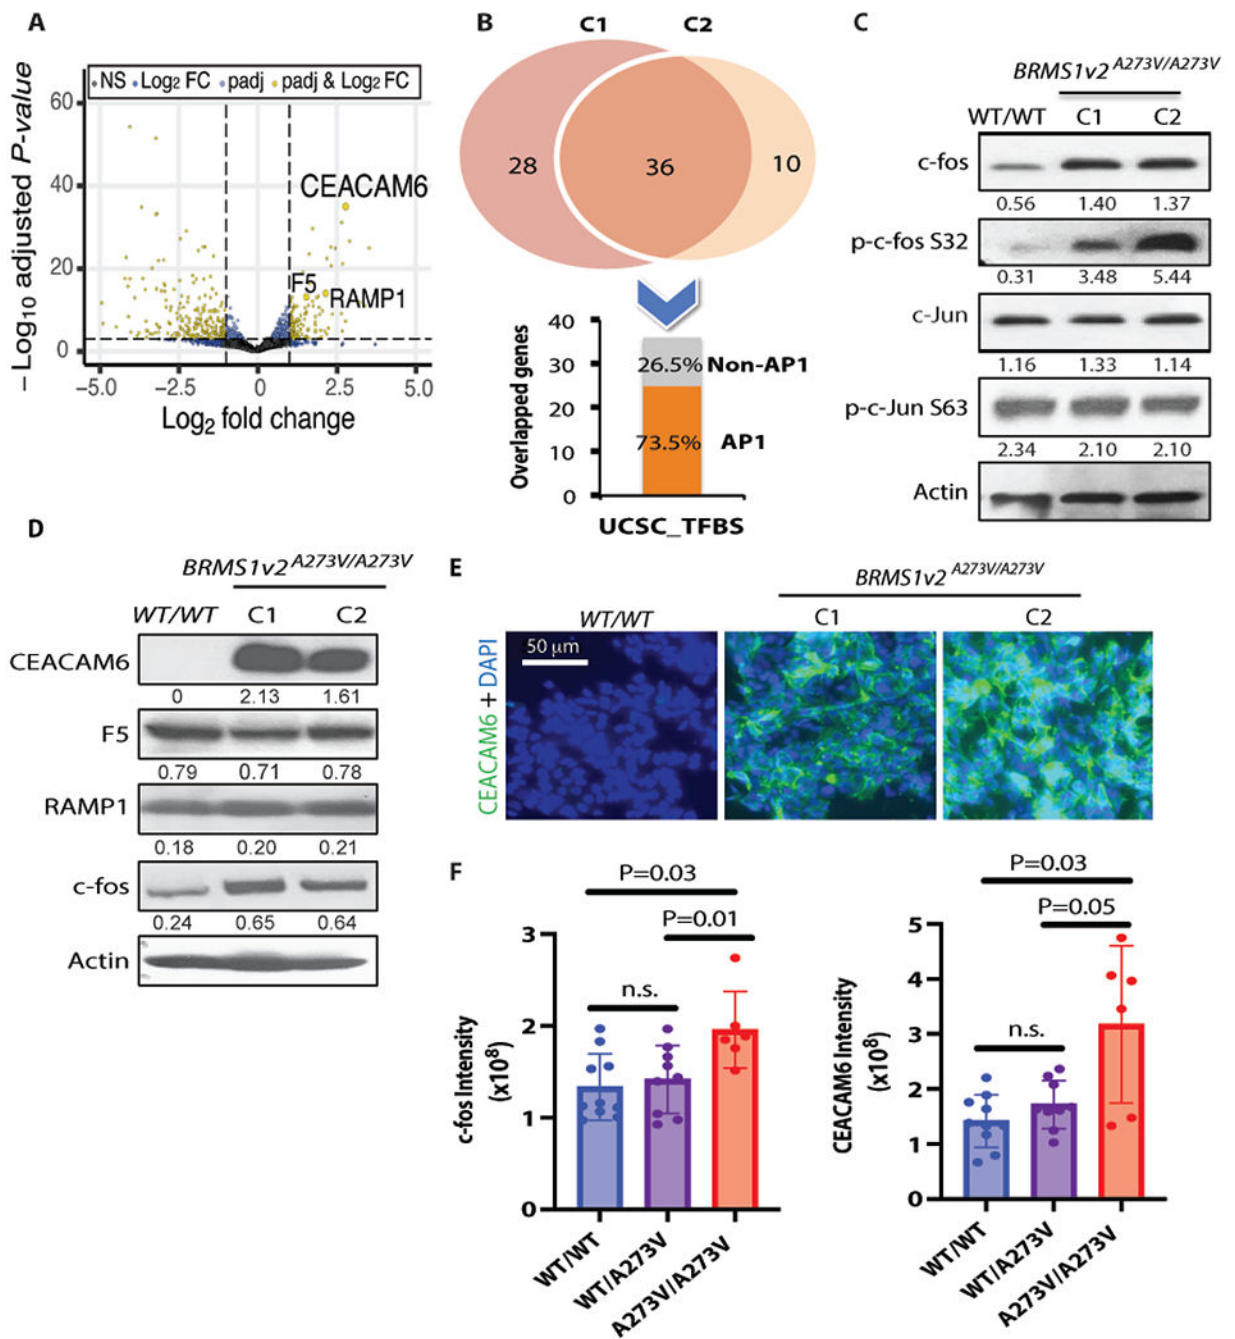 A
−Log10 adjusted P-value
NS Log2 FC padj padj & Log2 FC
60
40
20
0
CEACAM6
F5
RAMP1
−5.0 −2.5 0 2.5 5.0
Log2 fold change
B
C1 C2
28 36 10
Overlapped genes
40
30
20
10
0
26.5% Non-AP1
73.5% AP1
UCSC_TFBS
C
BRMS1v2 A273V/A273V
WT/WT C1 C2
c-fos
0.56 1.40 1.37
p-c-fos S32
0.31 3.48 5.44
c-Jun
1.16 1.33 1.14
p-c-Jun S63
2.34 2.10 2.10
Actin
D
BRMS1v2 A273V/A273V
WT/WT C1 C2
CEACAM6
0 2.13 1.61
F5
0.79 0.71 0.78
RAMP1
0.18 0.20 0.21
c-fos
0.24 0.65 0.64
Actin
E
BRMS1v2 A273V/A273V
WT/WT C1 C2
CEACAM6 + DAPI
50 μm
F
P=0.03
P=0.01
n.s.
c-fos Intensity
(x10⁸)
3
2
1
0
WT/WT
WT/A273V
A273V/A273V
P=0.03
P=0.05
n.s.
CEACAM6 Intensity
(x10⁸)
5
4
3
2
1
0
WT/WT
WT/A273V
A273V/A273V